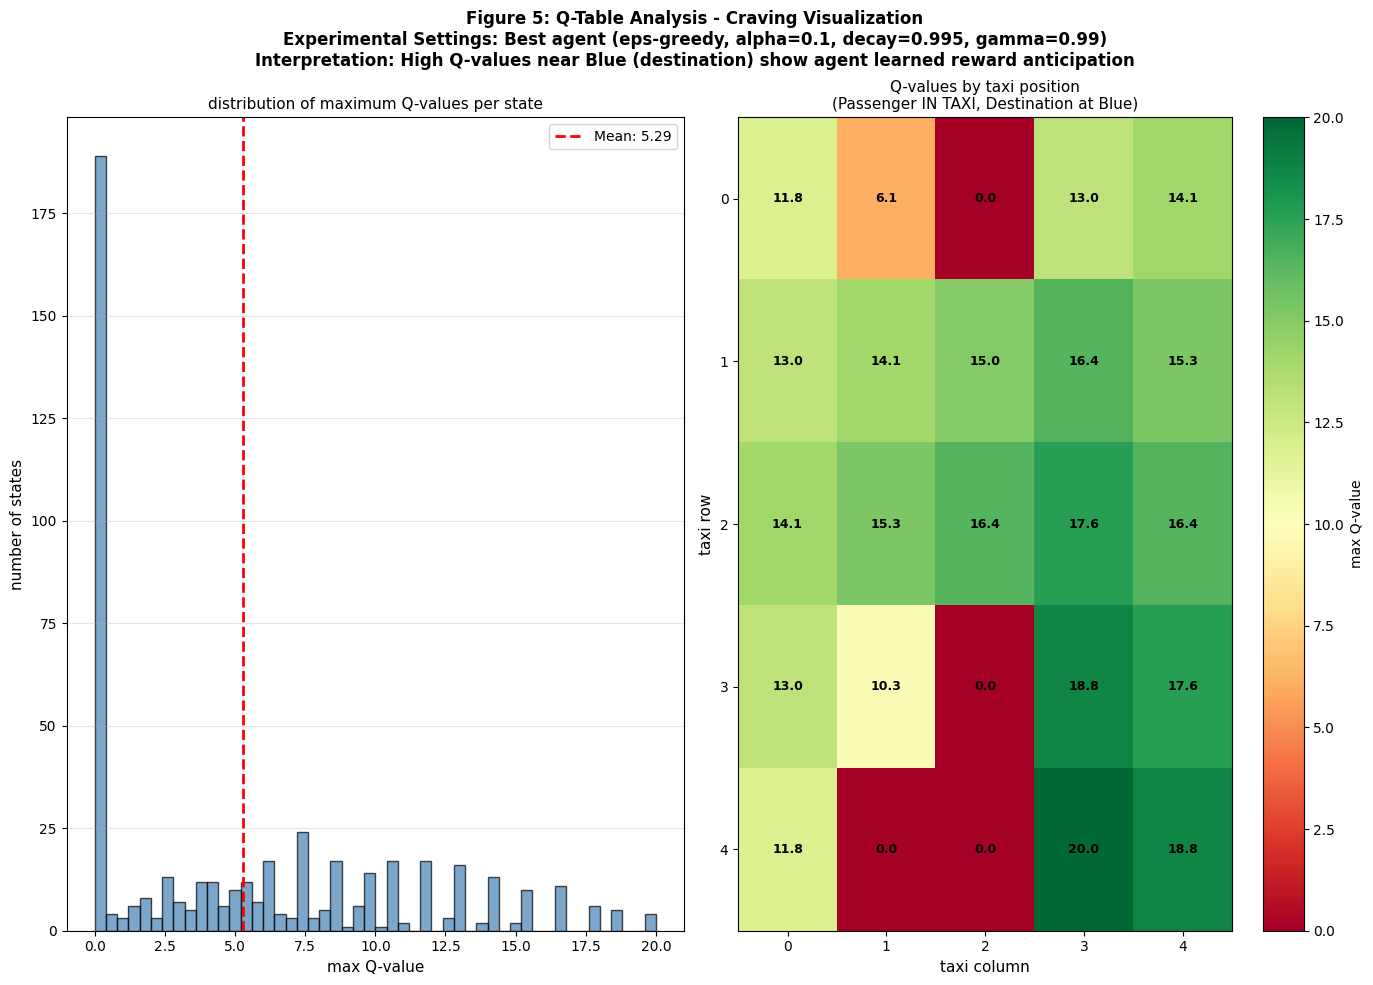 Figure 5: Q-Table Analysis - Craving Visualization
Experimental Settings: Best agent (eps-greedy, alpha=0.1, decay=0.995, gamma=0.99)
Interpretation: High Q-values near Blue (destination) show agent learned reward anticipation
distribution of maximum Q-values per state
Mean: 5.29
number of states
175
150
125
100
75
50
25
0
0.0 2.5 5.0 7.5 10.0 12.5 15.0 17.5 20.0
max Q-value
Q-values by taxi position
(Passenger IN TAXI, Destination at Blue)
taxi row
0 11.8 6.1 0.0 13.0 14.1
1 13.0 14.1 15.0 16.4 15.3
2 14.1 15.3 16.4 17.6 16.4
3 13.0 10.3 0.0 18.8 17.6
4 11.8 0.0 0.0 20.0 18.8
0 1 2 3 4
taxi column
20.0
17.5
15.0
12.5
10.0
7.5
5.0
2.5
0.0
max Q-value